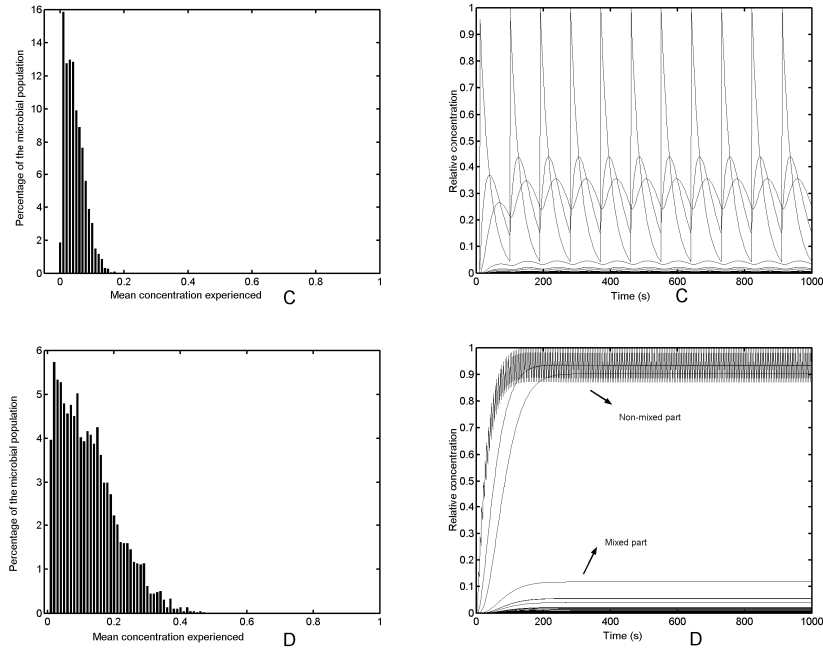 16
14
12
10
8
6
4
2
0
Percentage of the microbial population
0 0.2 0.4 0.6 0.8 1
Mean concentration experienced
C
1
0.9
0.8
0.7
0.6
0.5
0.4
0.3
0.2
0.1
0
Relative concentration
0 200 400 600 800 1000
Time (s)
C
6
5
4
3
2
1
0
Percentage of the microbial population
0 0.2 0.4 0.6 0.8 1
Mean concentration experienced
D
1
0.9
0.8
0.7
0.6
0.5
0.4
0.3
0.2
0.1
0
Relative concentration
Non-mixed part
Mixed part
0 200 400 600 800 1000
Time (s)
D